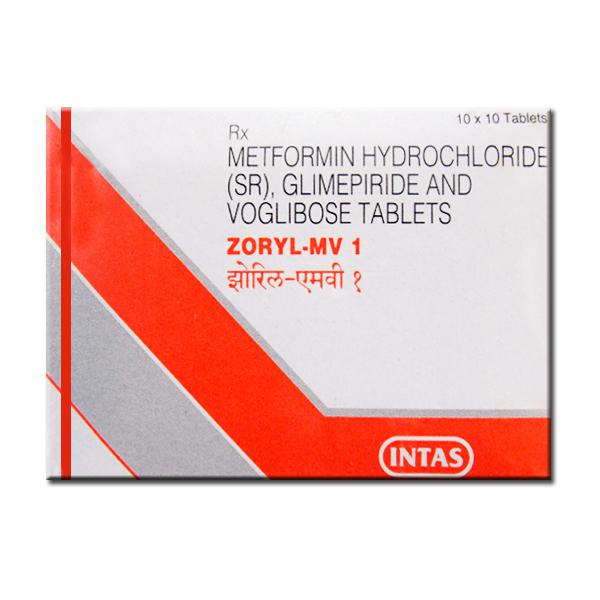 10 x 10 Tablets
Rx
METFORMIN HYDROCHLORIDE
(SR), GLIMEPIRIDE AND
VOGLIBOSE TABLETS
ZORYL-MV 1
झोरिल-एमवी १
INTAS